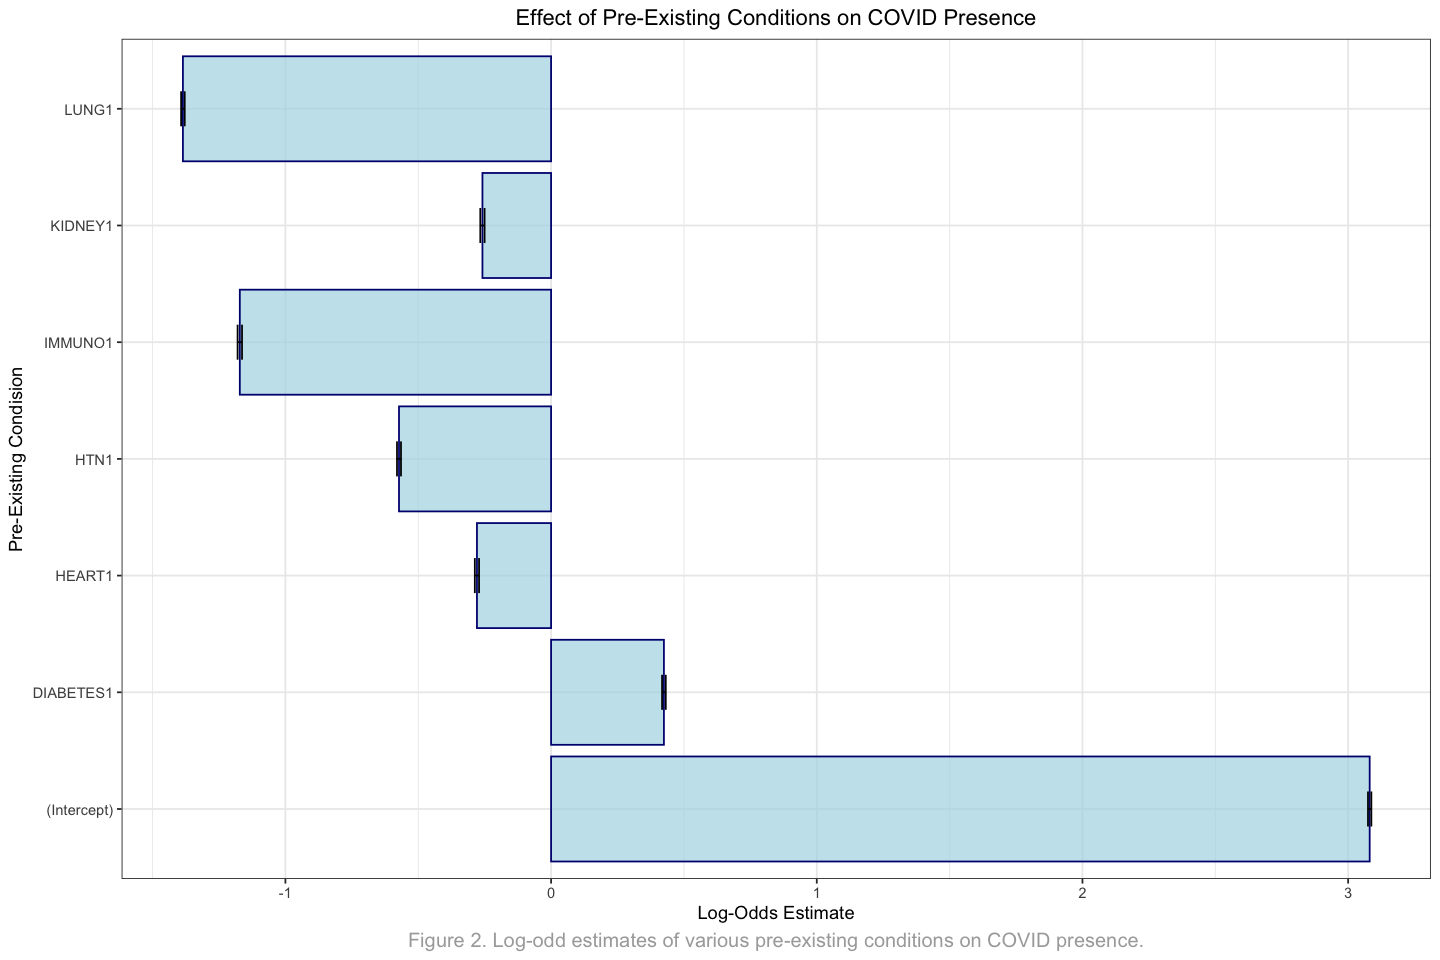 Effect of Pre-Existing Conditions on COVID Presence
LUNG1
KIDNEY1
IMMUNO1
HTN1
HEART1
DIABETES1
(Intercept)
Pre-Existing Condision
-1 0 1 2 3
Log-Odds Estimate
Figure 2. Log-odd estimates of various pre-existing conditions on COVID presence.